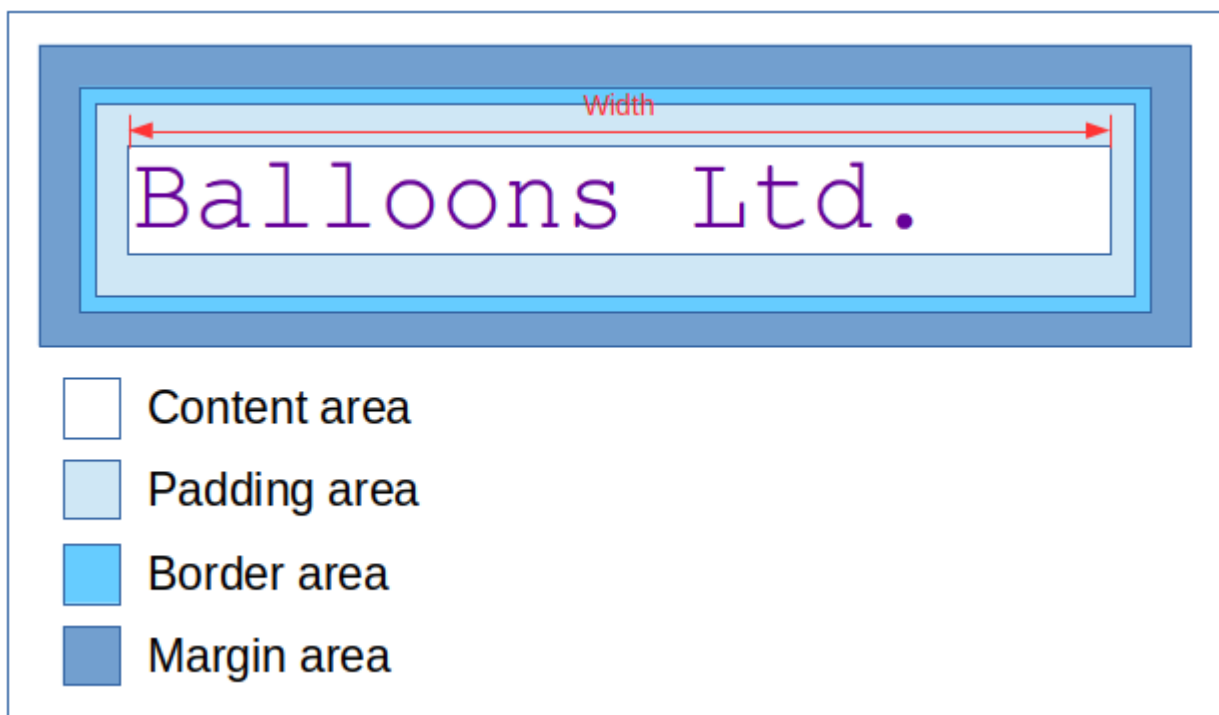 Width
Balloons Ltd.
Content area
Padding area
Border area
Margin area